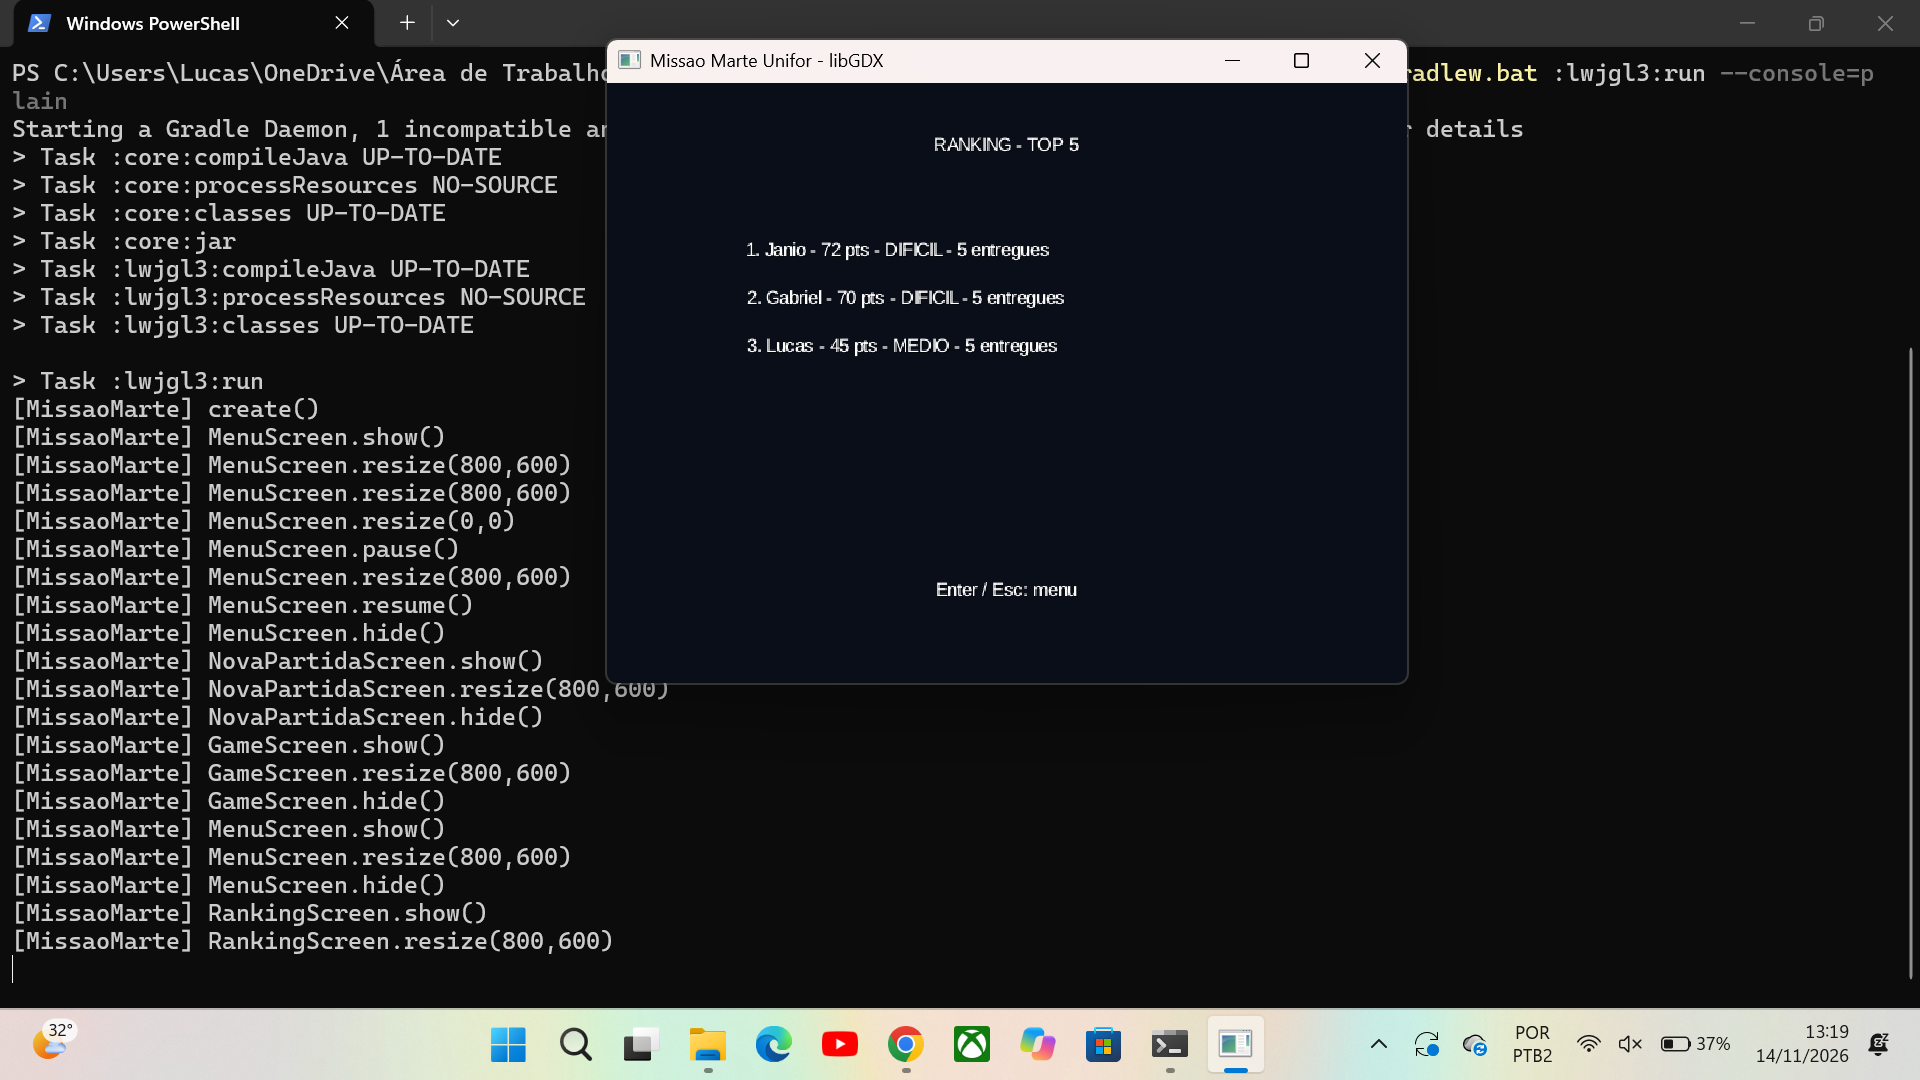 Windows PowerShell
Missao Marte Unifor - libGDX
PS C:\Users\Lucas\OneDrive\Área de Trabalho
radlew.bat :lwjgl3:run --console=p
lain
Starting a Gradle Daemon, 1 incompatible
details
> Task :core:compileJava UP-TO-DATE
> Task :core:processResources NO-SOURCE
> Task :core:classes UP-TO-DATE
> Task :core:jar
> Task :lwjgl3:compileJava UP-TO-DATE
> Task :lwjgl3:processResources NO-SOURCE
> Task :lwjgl3:classes UP-TO-DATE
> Task :lwjgl3:run
[MissaoMarte] create()
[MissaoMarte] MenuScreen.show()
[MissaoMarte] MenuScreen.resize(800,600)
[MissaoMarte] MenuScreen.resize(800,600)
[MissaoMarte] MenuScreen.resize(0,0)
[MissaoMarte] MenuScreen.pause()
[MissaoMarte] MenuScreen.resize(800,600)
[MissaoMarte] MenuScreen.resume()
[MissaoMarte] MenuScreen.hide()
[MissaoMarte] NovaPartidaScreen.show()
[MissaoMarte] NovaPartidaScreen.resize(800,600)
[MissaoMarte] NovaPartidaScreen.hide()
[MissaoMarte] GameScreen.show()
[MissaoMarte] GameScreen.resize(800,600)
[MissaoMarte] GameScreen.hide()
[MissaoMarte] MenuScreen.show()
[MissaoMarte] MenuScreen.resize(800,600)
[MissaoMarte] MenuScreen.hide()
[MissaoMarte] RankingScreen.show()
[MissaoMarte] RankingScreen.resize(800,600)
RANKING - TOP 5
1. Janio - 72 pts - DIFICIL - 5 entregues
2. Gabriel - 70 pts - DIFICIL - 5 entregues
3. Lucas - 45 pts - MEDIO - 5 entregues
Enter / Esc: menu
32°
POR
PTB2
37%
13:19
14/11/2026